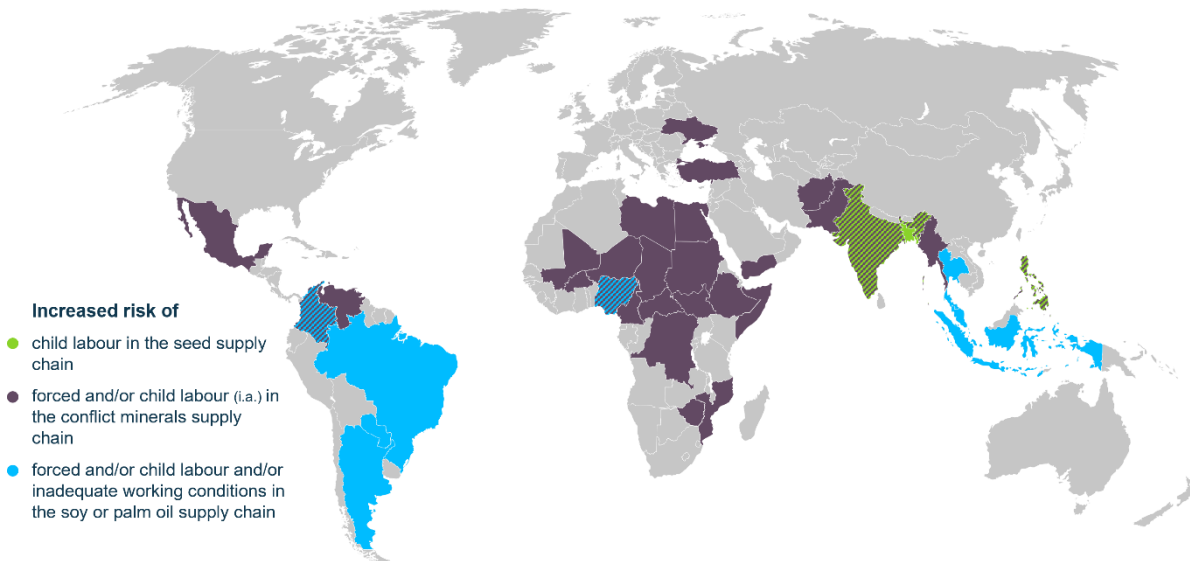 Increased risk of
child labour in the seed supply
chain
forced and/or child labour (i.a.) in
the conflict minerals supply
chain
forced and/or child labour and/or
inadequate working conditions in
the soy or palm oil supply chain